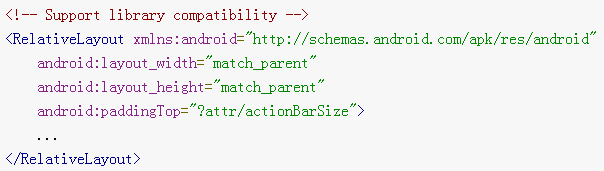 <!-- Support library compatibility -->
<RelativeLayout xmlns:android="http://schemas.android.com/apk/res/android"
    android:layout_width="match_parent"
    android:layout_height="match_parent"
    android:paddingTop="?attr/actionBarSize">
    ...
</RelativeLayout>